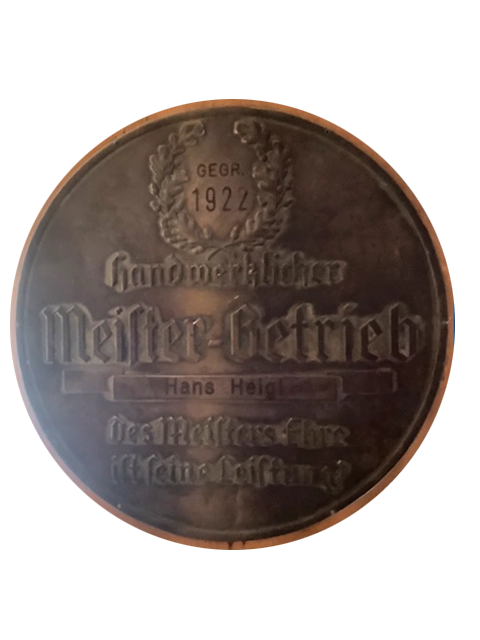 GEGR.
1922
Handwerklicher
Meister-Betrieb
Hans Heigl
Des Meisters Ehre
ist seine Leistung